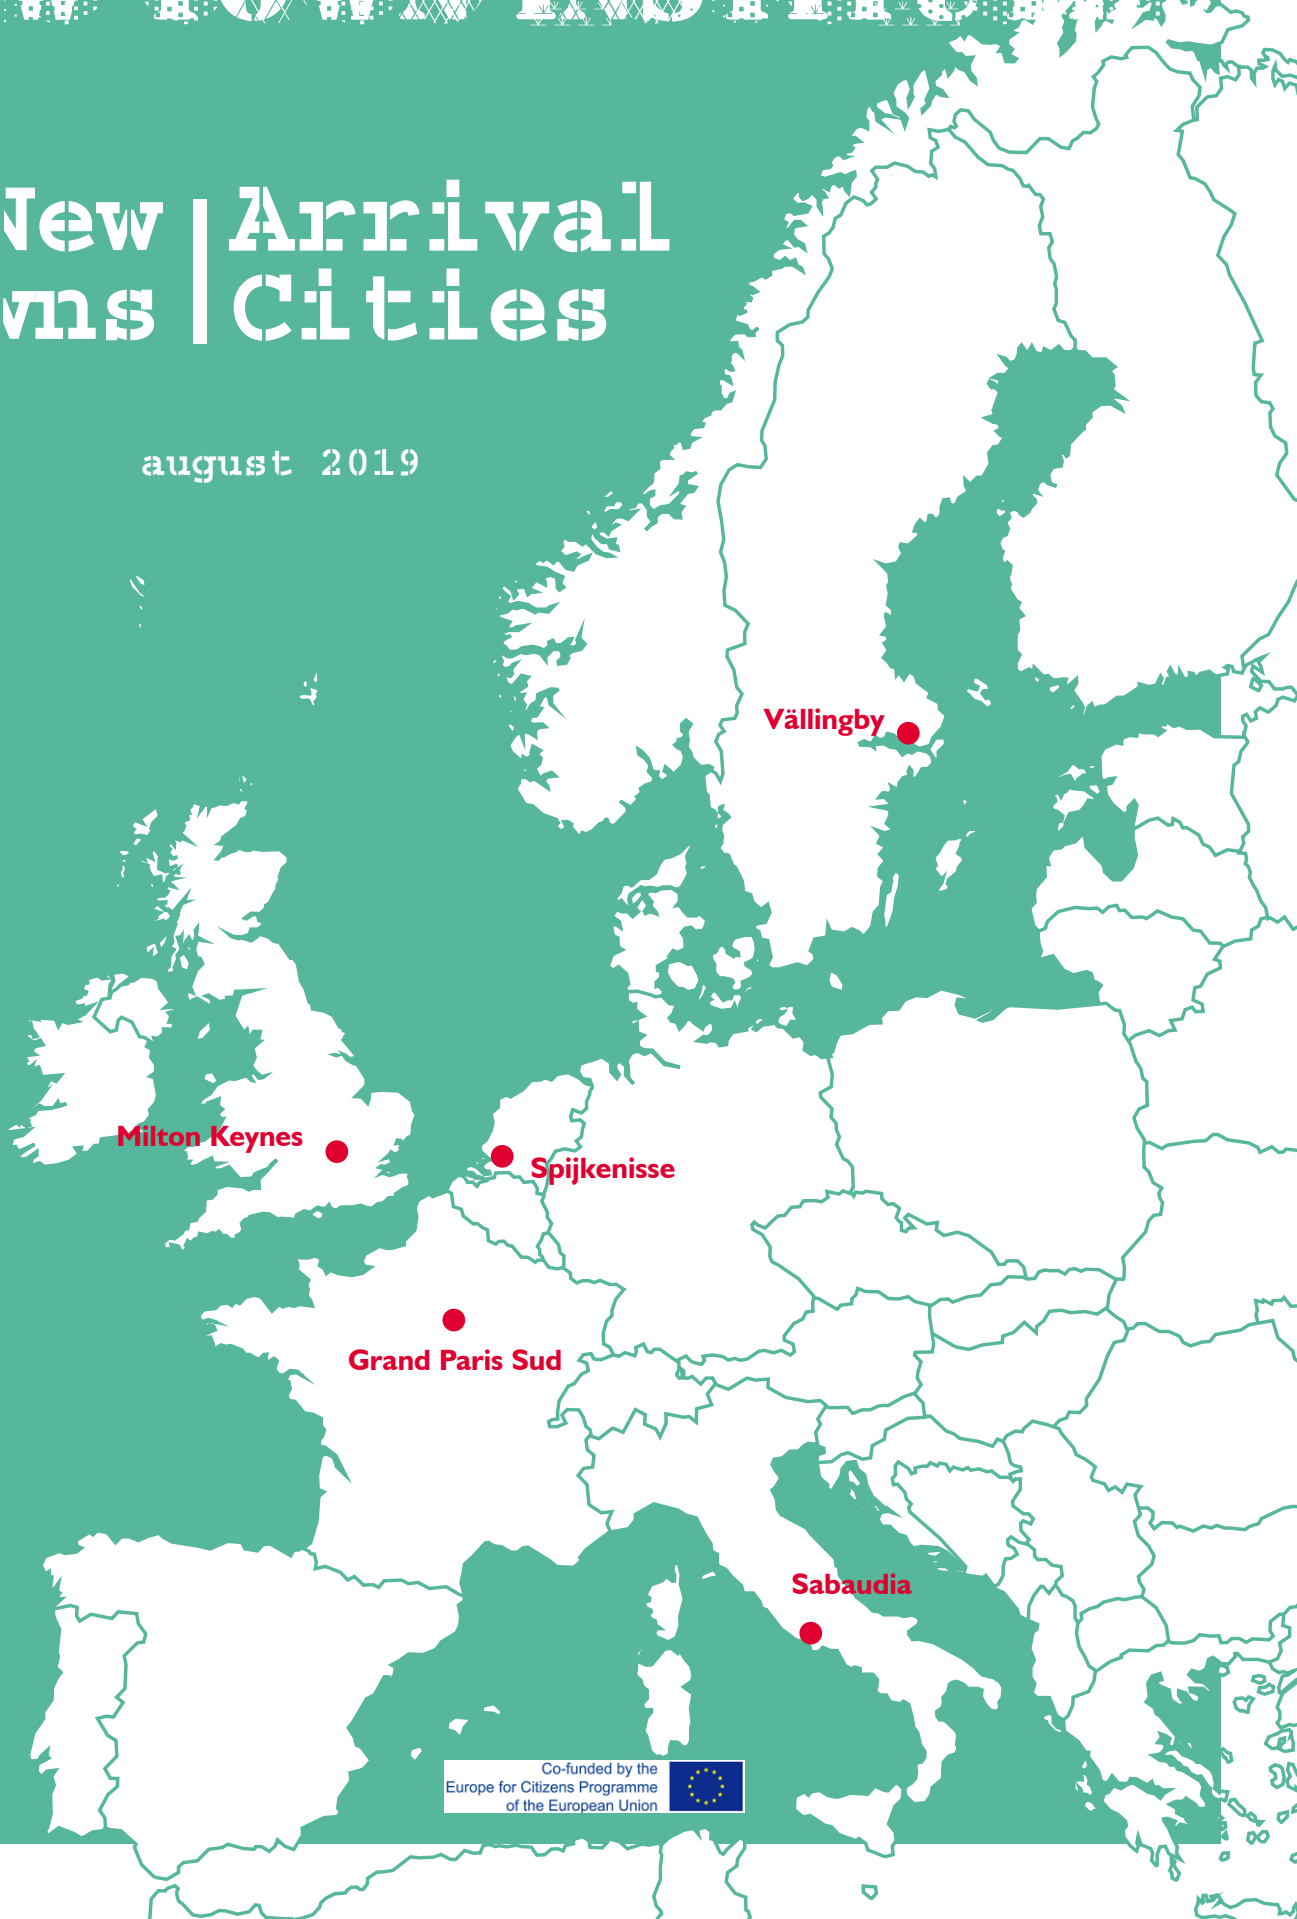 New Arrival
wns Cities
august 2019
Vällingby
Milton Keynes
Spijkenisse
Grand Paris Sud
Sabaudia
Co-funded by the
Europe for Citizens Programme
of the European Union